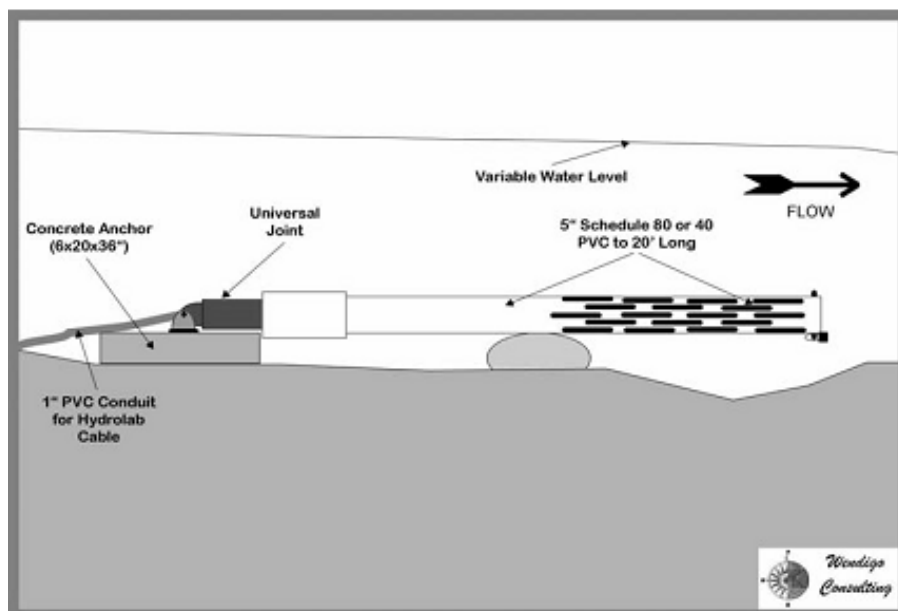 Variable Water Level
FLOW
Universal
Joint
Concrete Anchor
(6x20x36")
5" Schedule 80 or 40
PVC to 20' Long
1" PVC Conduit
for Hydrolab
Cable
Wendigo
Consulting